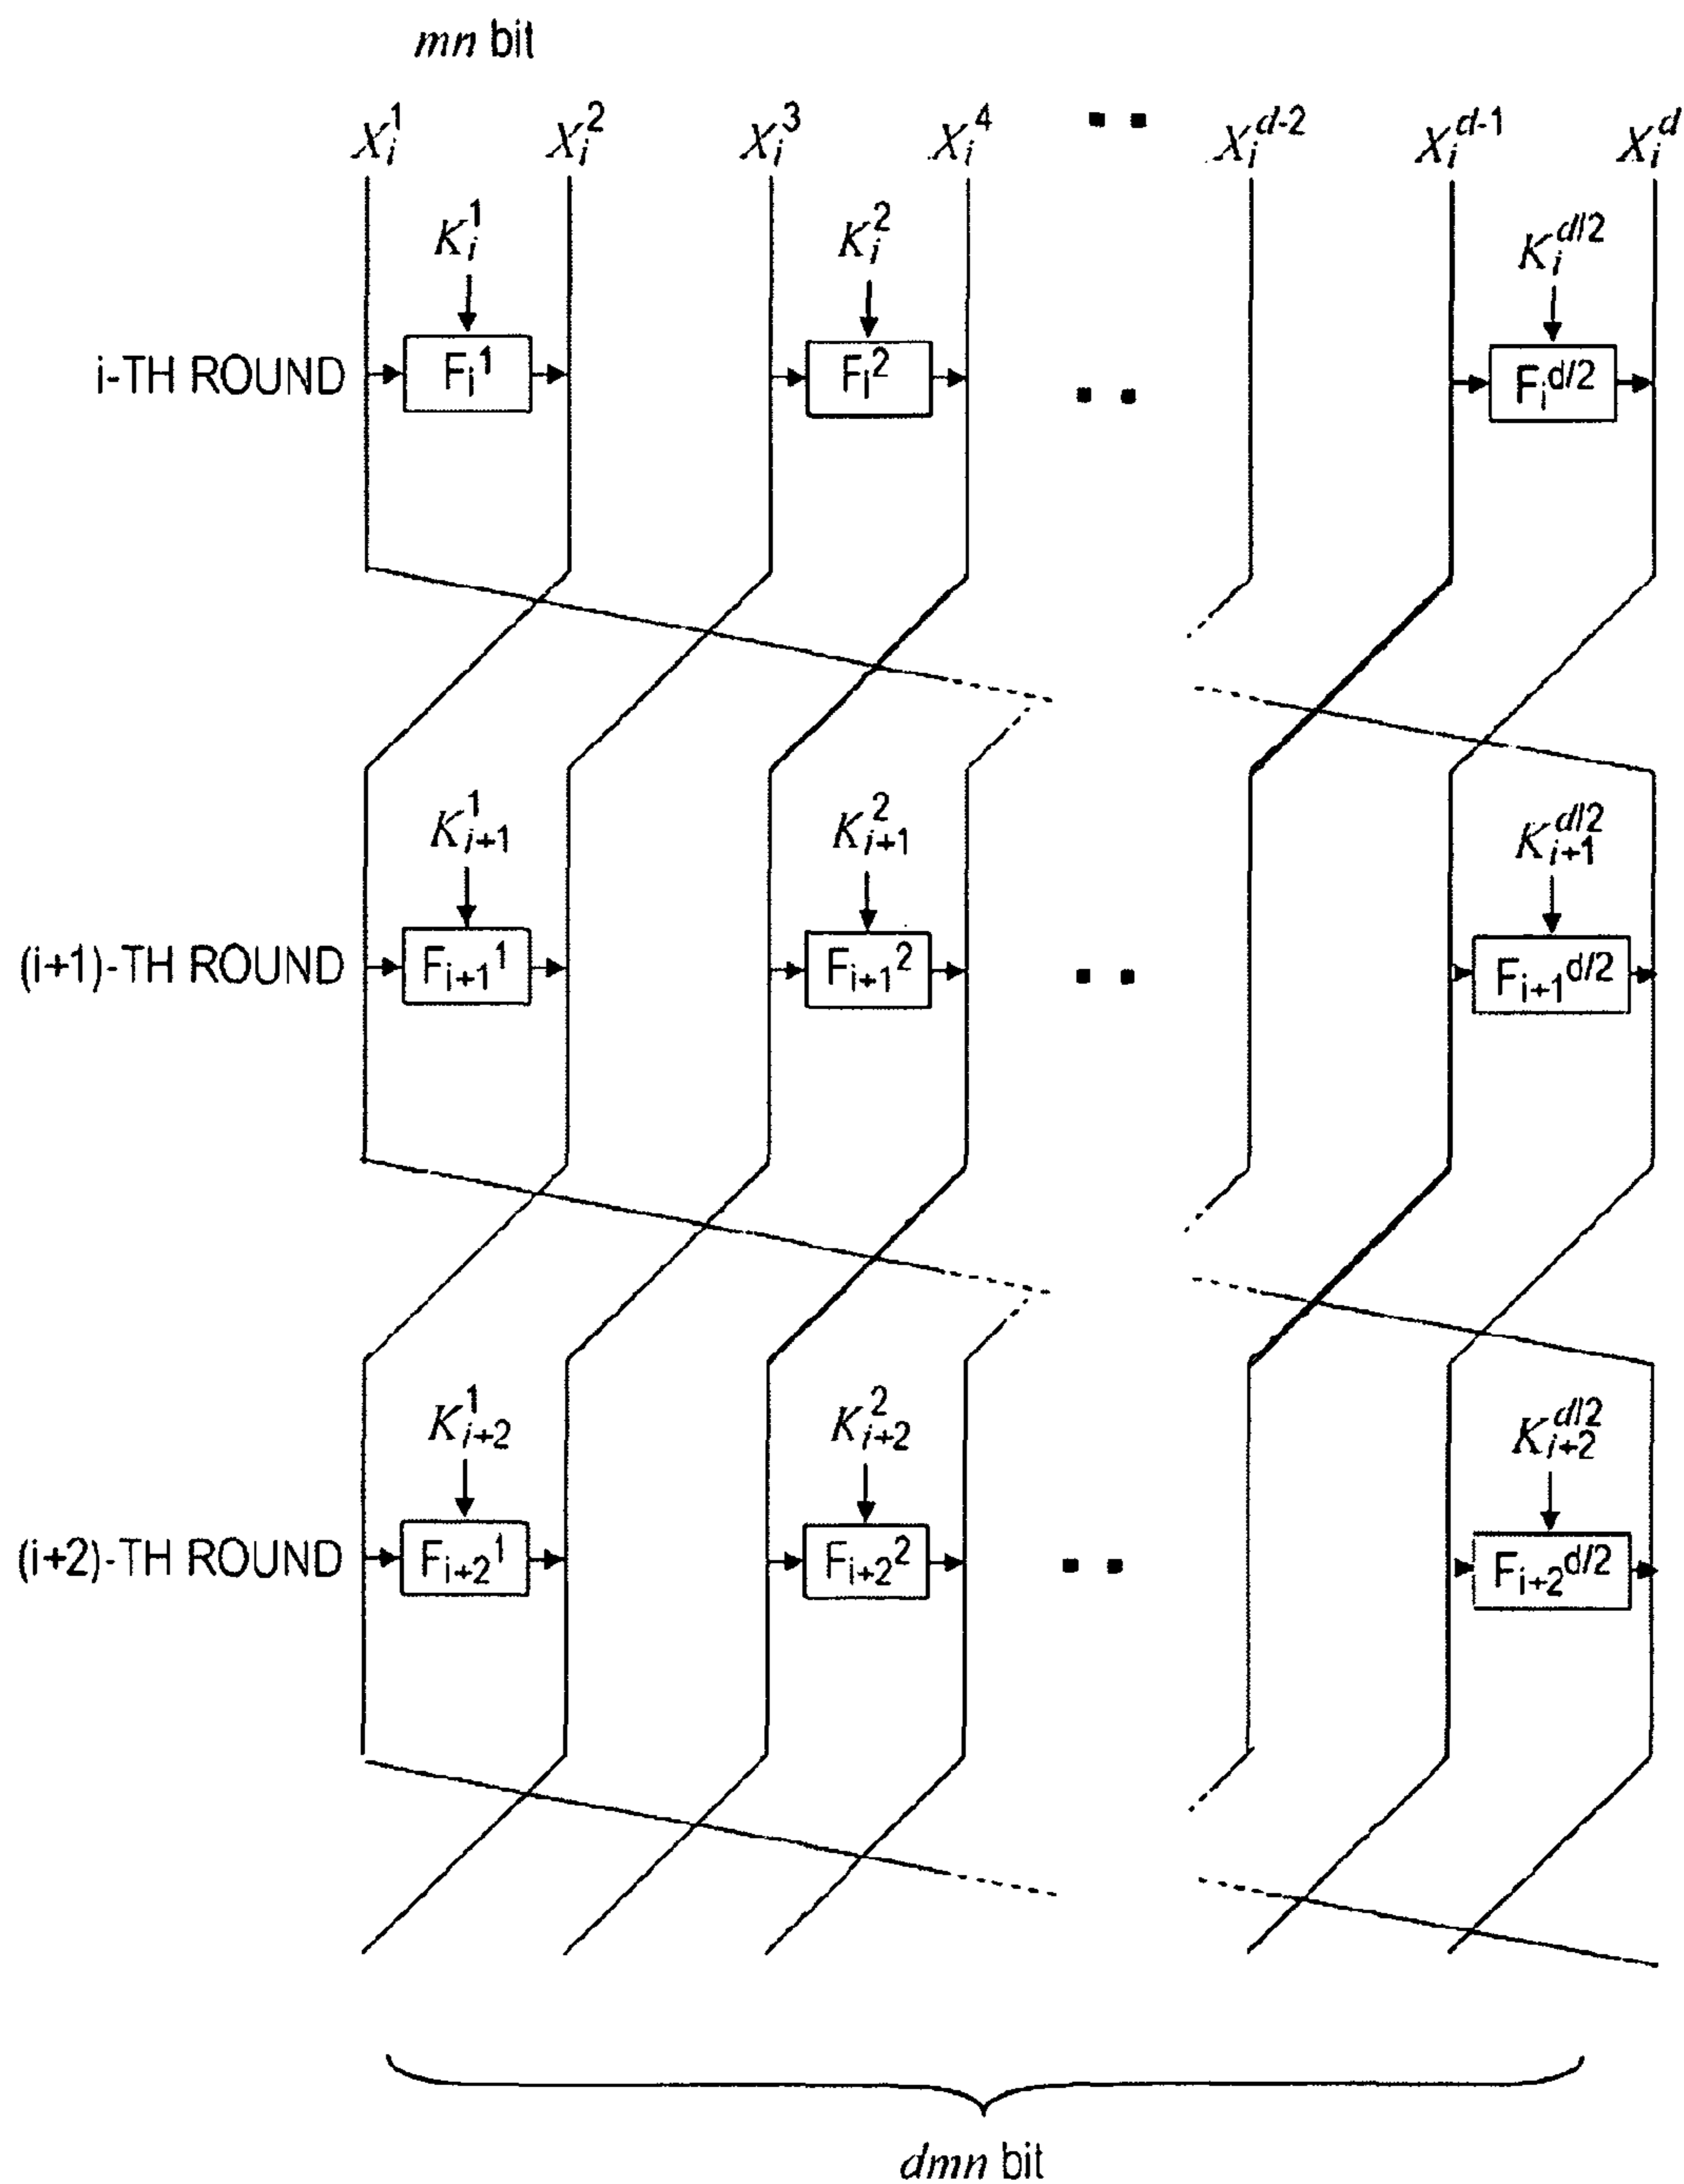 mn bit
X_i^1 X_i^2 X_i^3 X_i^4 ▪ ▪ X_i^{d-2} X_i^{d-1} X_i^d
K_i^1 K_i^2 K_i^{d/2}
i-TH ROUND F_i^1 F_i^2 ▪ ▪ F_i^{d/2}
K_{i+1}^1 K_{i+1}^2 K_{i+1}^{d/2}
(i+1)-TH ROUND F_{i+1}^1 F_{i+1}^2 ▪ ▪ F_{i+1}^{d/2}
K_{i+2}^1 K_{i+2}^2 K_{i+2}^{d/2}
(i+2)-TH ROUND F_{i+2}^1 F_{i+2}^2 ▪ ▪ F_{i+2}^{d/2}
dmn bit